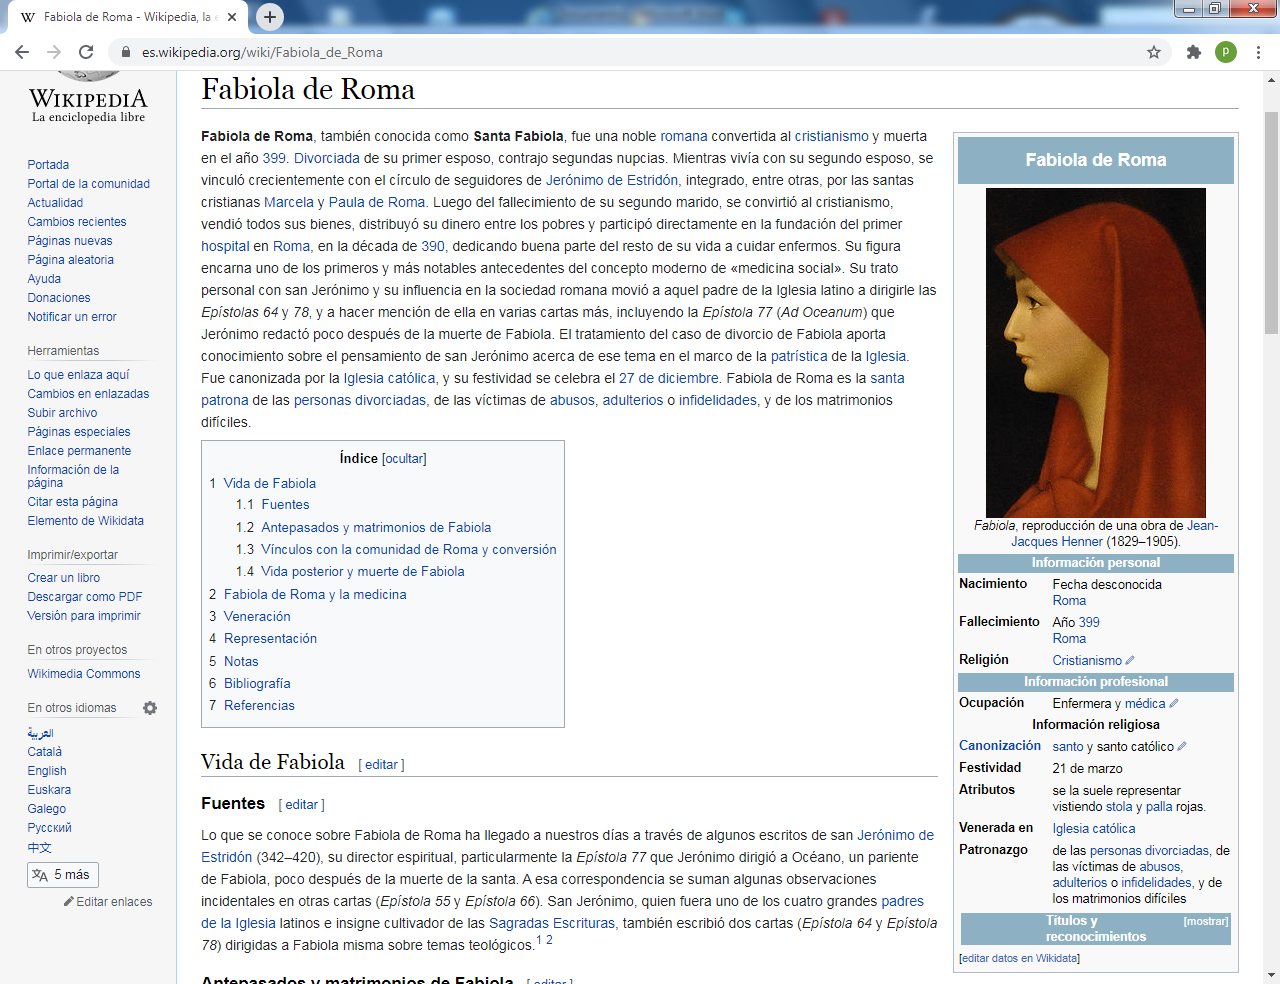 Fabiola de Roma - Wikipedia, la e
es.wikipedia.org/wiki/Fabiola_de_Roma
p
WIKIPEDIA
La enciclopedia libre
Portada
Portal de la comunidad
Actualidad
Cambios recientes
Páginas nuevas
Página aleatoria
Ayuda
Donaciones
Notificar un error
Herramientas
Lo que enlaza aquí
Cambios en enlazadas
Subir archivo
Páginas especiales
Enlace permanente
Información de la
página
Citar esta página
Elemento de Wikidata
Imprimir/exportar
Crear un libro
Descargar como PDF
Versión para imprimir
En otros proyectos
Wikimedia Commons
En otros idiomas
العربية
Català
English
Euskara
Galego
Русский
中文
5 más
Editar enlaces
Fabiola de Roma
Fabiola de Roma, también conocida como Santa Fabiola, fue una noble romana convertida al cristianismo y muerta
en el año 399. Divorciada de su primer esposo, contrajo segundas nupcias. Mientras vivía con su segundo esposo, se
vinculó crecientemente con el círculo de seguidores de Jerónimo de Estridón, integrado, entre otras, por las santas
cristianas Marcela y Paula de Roma. Luego del fallecimiento de su segundo marido, se convirtió al cristianismo,
vendió todos sus bienes, distribuyó su dinero entre los pobres y participó directamente en la fundación del primer
hospital en Roma, en la década de 390, dedicando buena parte del resto de su vida a cuidar enfermos. Su figura
encarna uno de los primeros y más notables antecedentes del concepto moderno de «medicina social». Su trato
personal con san Jerónimo y su influencia en la sociedad romana movió a aquel padre de la Iglesia latino a dirigirle las
Epístolas 64 y 78, y a hacer mención de ella en varias cartas más, incluyendo la Epístola 77 (Ad Oceanum) que
Jerónimo redactó poco después de la muerte de Fabiola. El tratamiento del caso de divorcio de Fabiola aporta
conocimiento sobre el pensamiento de san Jerónimo acerca de ese tema en el marco de la patrística de la Iglesia.
Fue canonizada por la Iglesia católica, y su festividad se celebra el 27 de diciembre. Fabiola de Roma es la santa
patrona de las personas divorciadas, de las víctimas de abusos, adulterios o infidelidades, y de los matrimonios
difíciles.
Índice [ocultar]
1 Vida de Fabiola
1.1 Fuentes
1.2 Antepasados y matrimonios de Fabiola
1.3 Vínculos con la comunidad de Roma y conversión
1.4 Vida posterior y muerte de Fabiola
2 Fabiola de Roma y la medicina
3 Veneración
4 Representación
5 Notas
6 Bibliografía
7 Referencias
Vida de Fabiola [ editar ]
Fuentes [ editar ]
Lo que se conoce sobre Fabiola de Roma ha llegado a nuestros días a través de algunos escritos de san Jerónimo de
Estridón (342–420), su director espiritual, particularmente la Epístola 77 que Jerónimo dirigió a Océano, un pariente
de Fabiola, poco después de la muerte de la santa. A esa correspondencia se suman algunas observaciones
incidentales en otras cartas (Epístola 55 y Epístola 66). San Jerónimo, quien fuera uno de los cuatro grandes padres
de la Iglesia latinos e insigne cultivador de las Sagradas Escrituras, también escribió dos cartas (Epístola 64 y Epístola
78) dirigidas a Fabiola misma sobre temas teológicos.1 2
Antepasados y matrimonios de Fabiola [ editar ]
Fabiola de Roma
Fabiola, reproducción de una obra de Jean-
Jacques Henner (1829–1905).
Información personal
Nacimiento Fecha desconocida
Roma
Fallecimiento Año 399
Roma
Religión Cristianismo
Información profesional
Ocupación Enfermera y médica
Información religiosa
Canonización santo y santo católico
Festividad 21 de marzo
Atributos se la suele representar
vistiendo stola y palla rojas.
Venerada en Iglesia católica
Patronazgo de las personas divorciadas, de
las víctimas de abusos,
adulterios o infidelidades, y de
los matrimonios difíciles
Títulos y [mostrar]
reconocimientos
[editar datos en Wikidata]